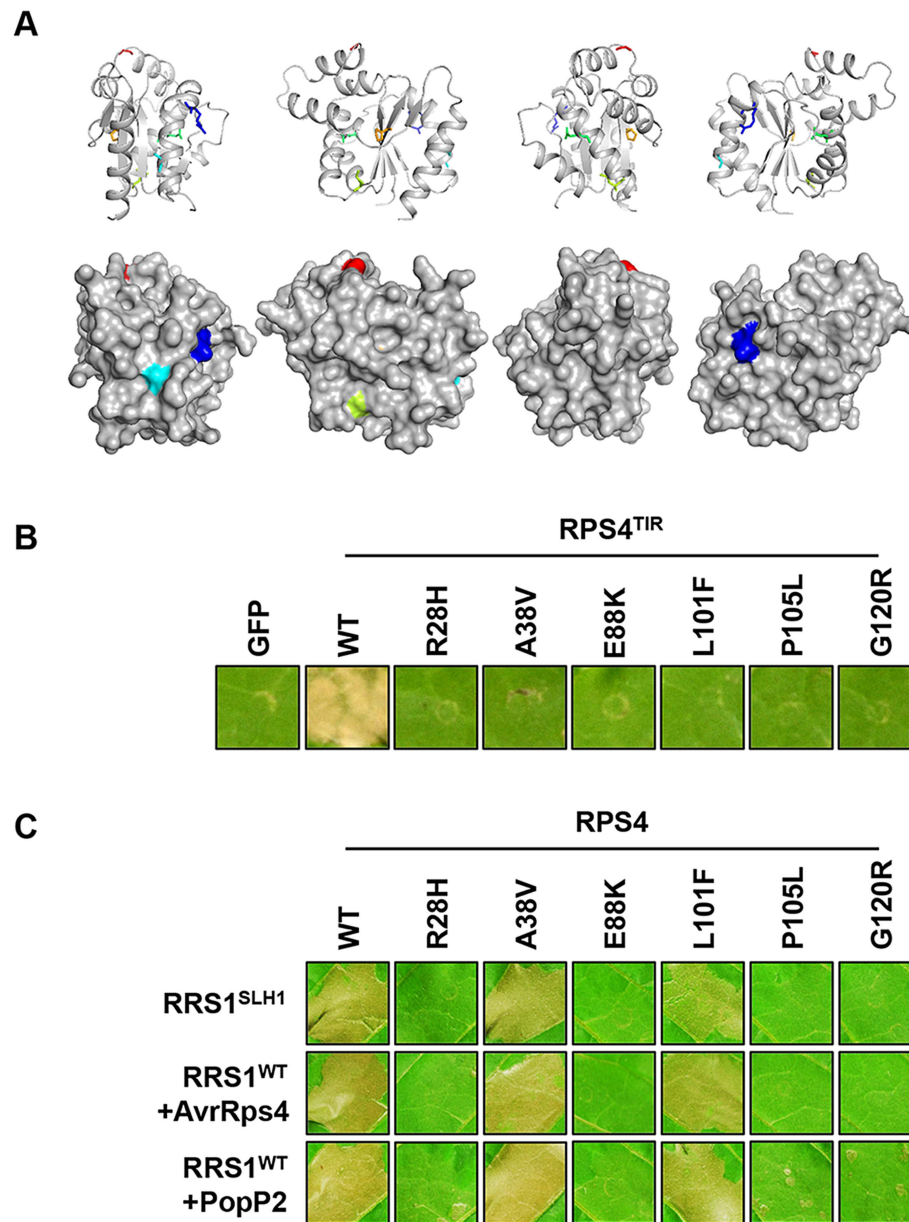 A
B
RPS4TIR
GFP
WT
R28H
A38V
E88K
L101F
P105L
G120R
C
RPS4
WT
R28H
A38V
E88K
L101F
P105L
G120R
RRS1SLH1
RRS1WT
+AvrRps4
RRS1WT
+PopP2